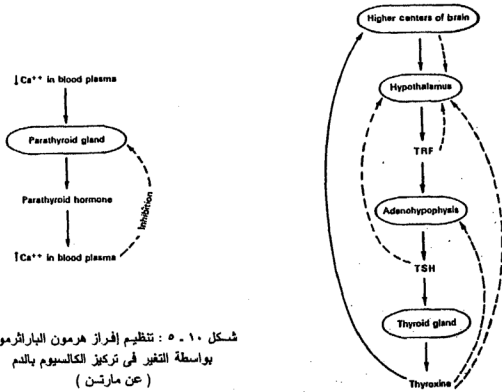 ↓Ca⁺⁺ in blood plasma
Parathyroid gland
Parathyroid hormone
Inhibition
↑Ca⁺⁺ in blood plasma
شكل ١٠ - ٥ : تنظيم إفراز هرمون الباراثرمو
بواسطة التغير فى تركيز الكالسيوم بالدم
( عن مارتن )
Higher centers of brain
Hypothalamus
TRF
Adenohypophysis
TSH
Thyroid gland
Thyroxine